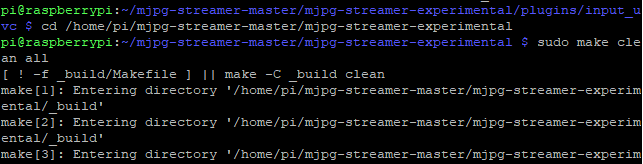 pi@raspberrypi:~/mjpg-streamer-master/mjpg-streamer-experimental/plugins/input_u
vc $ cd /home/pi/mjpg-streamer-master/mjpg-streamer-experimental
pi@raspberrypi:~/mjpg-streamer-master/mjpg-streamer-experimental $ sudo make cle
an all
[ ! -f _build/Makefile ] || make -C _build clean
make[1]: Entering directory '/home/pi/mjpg-streamer-master/mjpg-streamer-experim
ental/_build'
make[2]: Entering directory '/home/pi/mjpg-streamer-master/mjpg-streamer-experim
ental/_build'
make[3]: Entering directory '/home/pi/mjpg-streamer-master/mjpg-streamer-experim